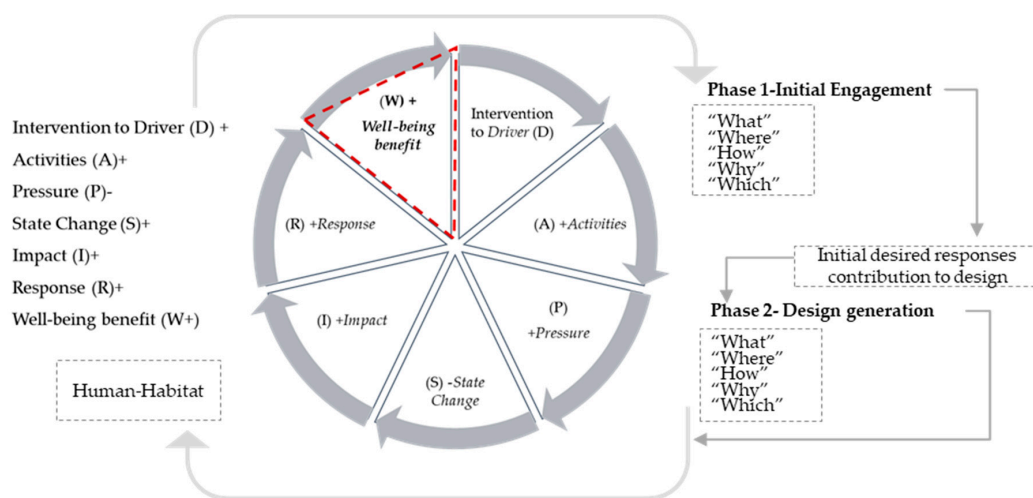 Intervention to Driver (D) +
Activities (A)+
Pressure (P)-
State Change (S)+
Impact (I)+
Response (R)+
Well-being benefit (W+)
Human-Habitat
(W) +
Well-being
benefit
Intervention
to Driver (D)
(A) +Activities
(P)
+Pressure
(S) -State
Change
(I) +Impact
(R) +Response
Phase 1-Initial Engagement
“What”
“Where”
“How”
“Why”
“Which”
Initial desired responses
contribution to design
Phase 2- Design generation
“What”
“Where”
“How”
“Why”
“Which”